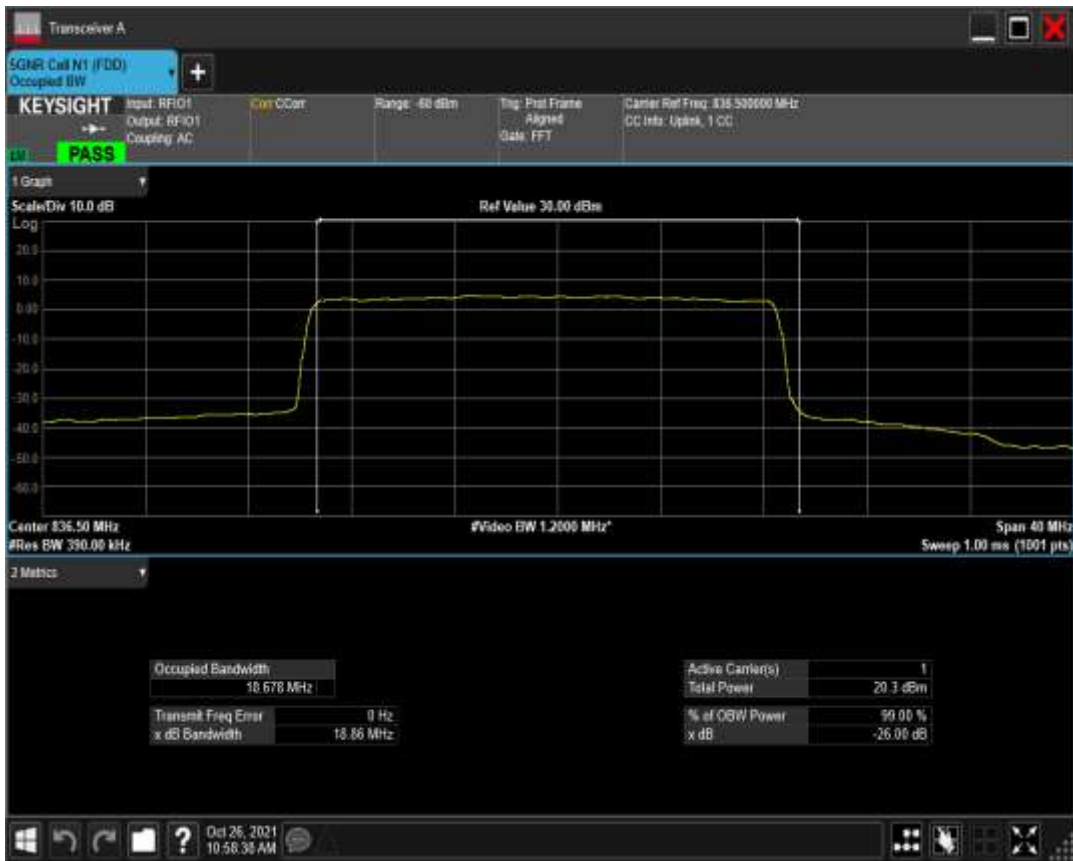 Transceiver A
5GNR Cell N1 (FDD)
Occupied BW
+
KEYSIGHT
Input: RFIO1
Output: RFIO1
Coupling: AC
Corr CCorr
Range: -60 dBm
Trig: Prot Frame
Aligned
Gate: FFT
Carrier Ref Freq: 836.500000 MHz
CC Info: Uplink, 1 CC
PASS
1 Graph
Scale/Div 10.0 dB
Ref Value 30.00 dBm
Log
20.0
10.0
0.00
-10.0
-20.0
-30.0
-40.0
-50.0
-60.0
Center 836.50 MHz
#Video BW 1.2000 MHz*
Span 40 MHz
#Res BW 390.00 kHz
Sweep 1.00 ms (1001 pts)
2 Metrics
Occupied Bandwidth
18.678 MHz
Transmit Freq Error 0 Hz
x dB Bandwidth 18.86 MHz
Active Carrier(s) 1
Total Power 20.3 dBm
% of OBW Power 99.00 %
x dB -26.00 dB
?
Oct 26, 2021
10:58:38 AM